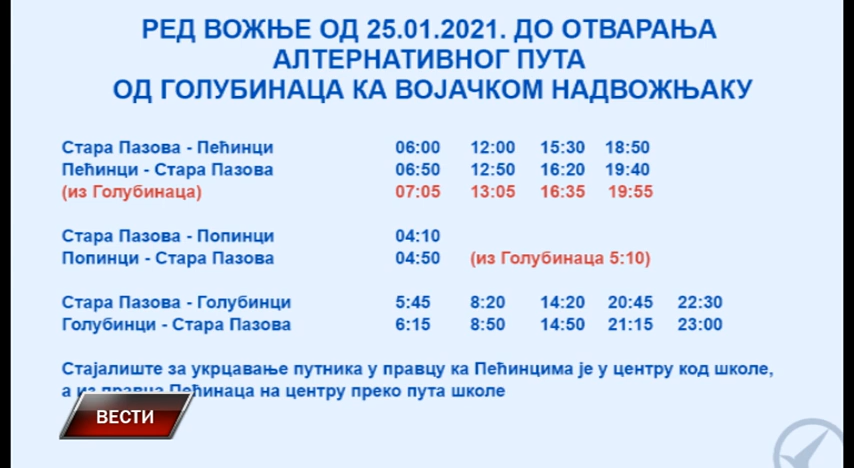 РЕД ВОЖЊЕ ОД 25.01.2021. ДО ОТВАРАЊА
АЛТЕРНАТИВНОГ ПУТА
ОД ГОЛУБИНАЦА КА ВОЈАЧКОМ НАДВОЖЊАКУ
Стара Пазова - Пећинци 06:00 12:00 15:30 18:50
Пећинци - Стара Пазова 06:50 12:50 16:20 19:40
(из Голубинаца) 07:05 13:05 16:35 19:55
Стара Пазова - Попинци 04:10
Попинци - Стара Пазова 04:50 (из Голубинаца 5:10)
Стара Пазова - Голубинци 5:45 8:20 14:20 20:45 22:30
Голубинци - Стара Пазова 6:15 8:50 14:50 21:15 23:00
Стајалиште за укрцавање путника у правцу ка Пећинцима је у центру код школе,
а из правца Пећинаца на центру преко пута школе
ВЕСТИ